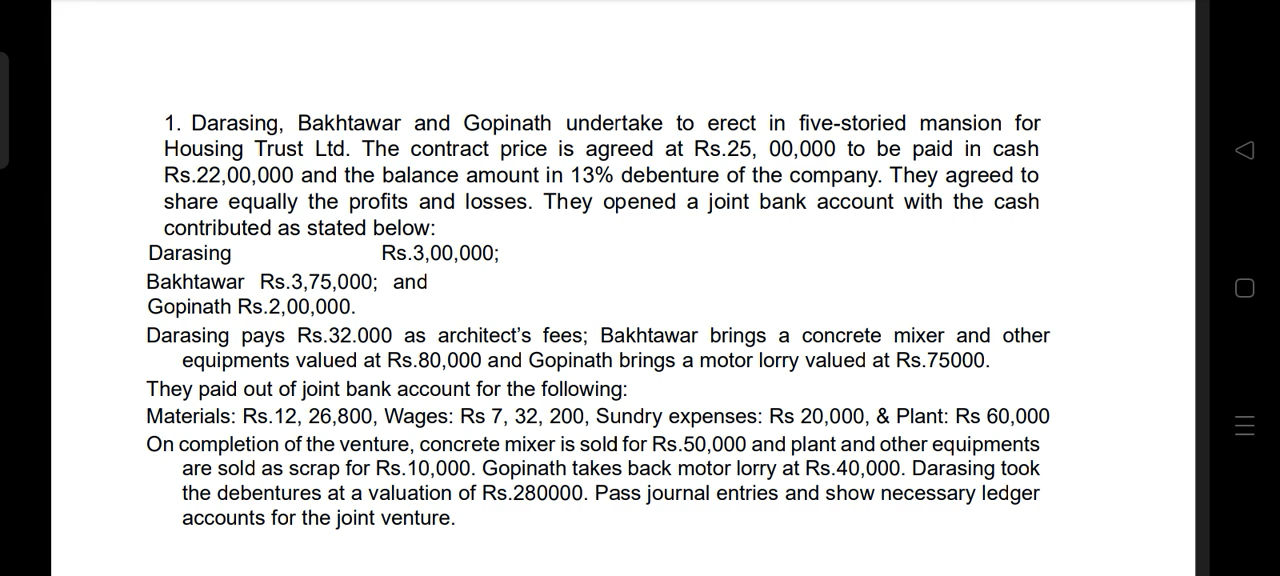 1. Darasing, Bakhtawar and Gopinath undertake to erect in five-storied mansion for
Housing Trust Ltd. The contract price is agreed at Rs.25, 00,000 to be paid in cash
Rs.22,00,000 and the balance amount in 13% debenture of the company. They agreed to
share equally the profits and losses. They opened a joint bank account with the cash
contributed as stated below:
Darasing Rs.3,00,000;
Bakhtawar Rs.3,75,000; and
Gopinath Rs.2,00,000.
Darasing pays Rs.32.000 as architect's fees; Bakhtawar brings a concrete mixer and other
equipments valued at Rs.80,000 and Gopinath brings a motor lorry valued at Rs.75000.
They paid out of joint bank account for the following:
Materials: Rs.12, 26,800, Wages: Rs 7, 32, 200, Sundry expenses: Rs 20,000, & Plant: Rs 60,000
On completion of the venture, concrete mixer is sold for Rs.50,000 and plant and other equipments
are sold as scrap for Rs.10,000. Gopinath takes back motor lorry at Rs.40,000. Darasing took
the debentures at a valuation of Rs.280000. Pass journal entries and show necessary ledger
accounts for the joint venture.